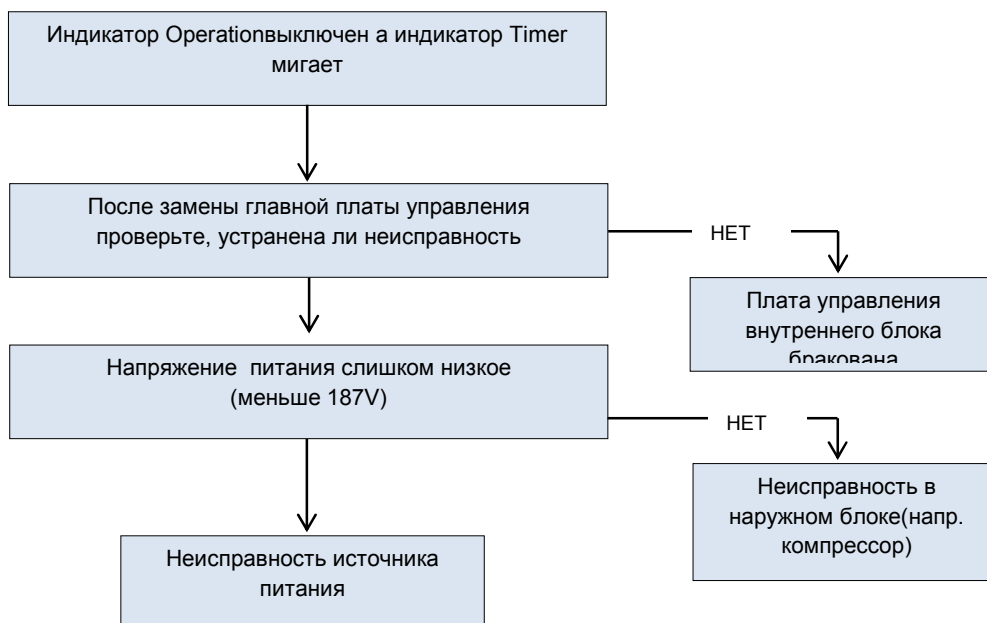 Индикатор Operationвыключен а индикатор Timer
мигает
После замены главной платы управления
проверьте, устранена ли неисправность
НЕТ
Плата управления
внутреннего блока
бракована
Напряжение питания слишком низкое
(меньше 187V)
НЕТ
Неисправность в
наружном блоке(напр.
компрессор)
Неисправность источника
питания